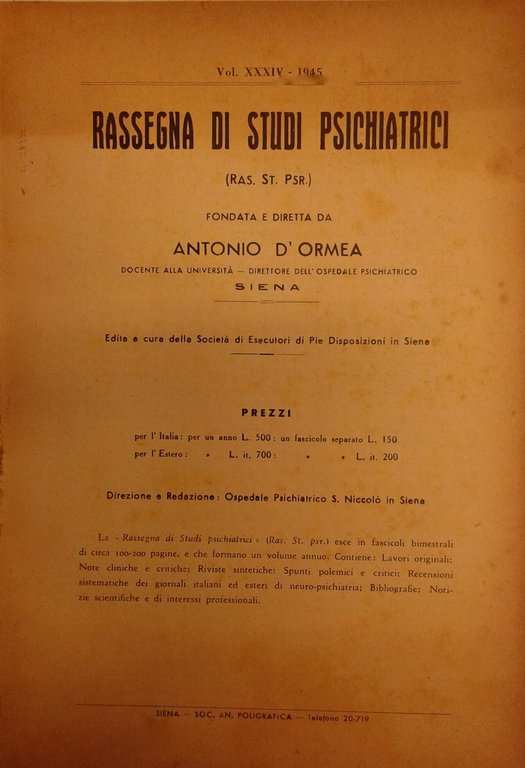 Vol. XXXIV - 1945
RASSEGNA DI STUDI PSICHIATRICI
(RAS. ST. PSR.)
FONDATA E DIRETTA DA
ANTONIO D'ORMEA
DOCENTE ALLA UNIVERSITÀ — DIRETTORE DELL'OSPEDALE PSICHIATRICO
SIENA
Edita a cura della Società di Esecutori di Pie Disposizioni in Siena
PREZZI
per l'Italia: per un anno L. 500: un fascicolo separato L. 150
per l'Estero: » L. it. 700: » » L. it. 200
Direzione e Redazione: Ospedale Psichiatrico S. Niccolò in Siena
La «Rassegna di Studi psichiatrici» (Ras. St. psr.) esce in fascicoli bimestrali
di circa 100-200 pagine, e che formano un volume annuo. Contiene: Lavori originali;
Note cliniche e critiche; Riviste sintetiche; Spunti polemici e critici; Recensioni
sistematiche dei giornali italiani ed esteri di neuro-psichiatria; Bibliografie; Noti-
zie scientifiche e di interessi professionali.
SIENA — SOC. AN. POLIGRAFICA — Telefono 20-719